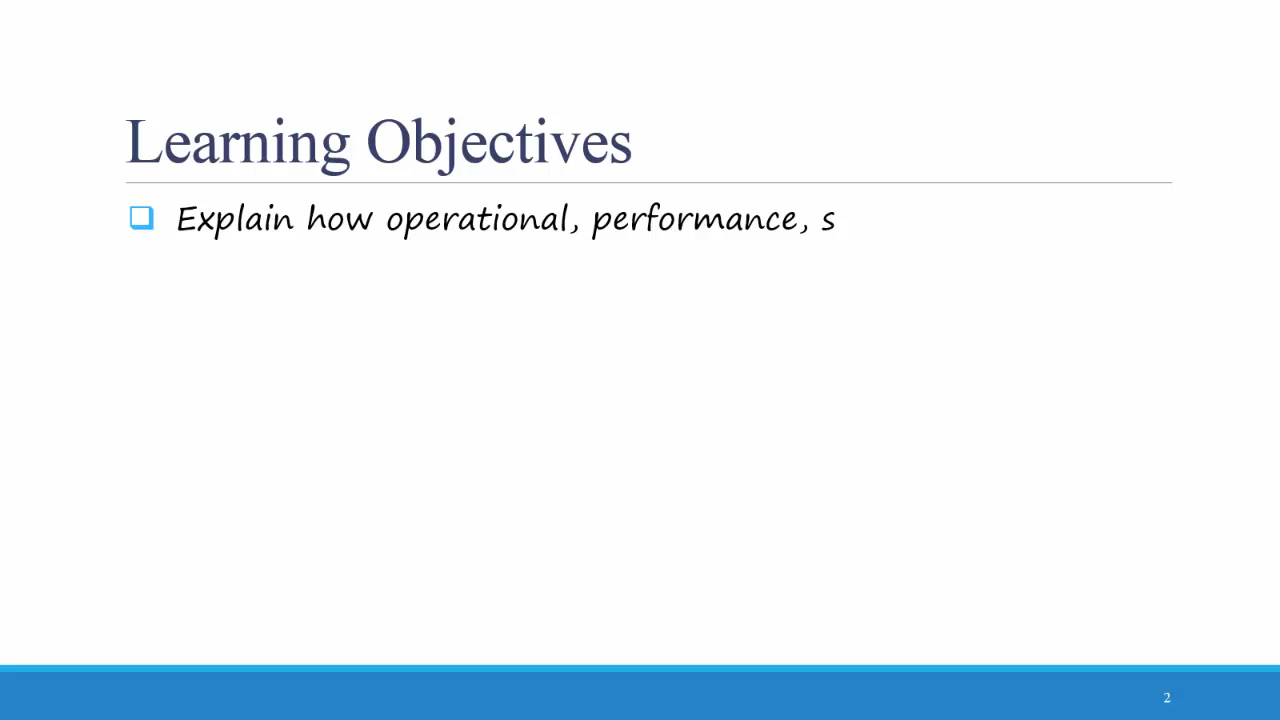 Learning Objectives
Explain how operational, performance, s
2